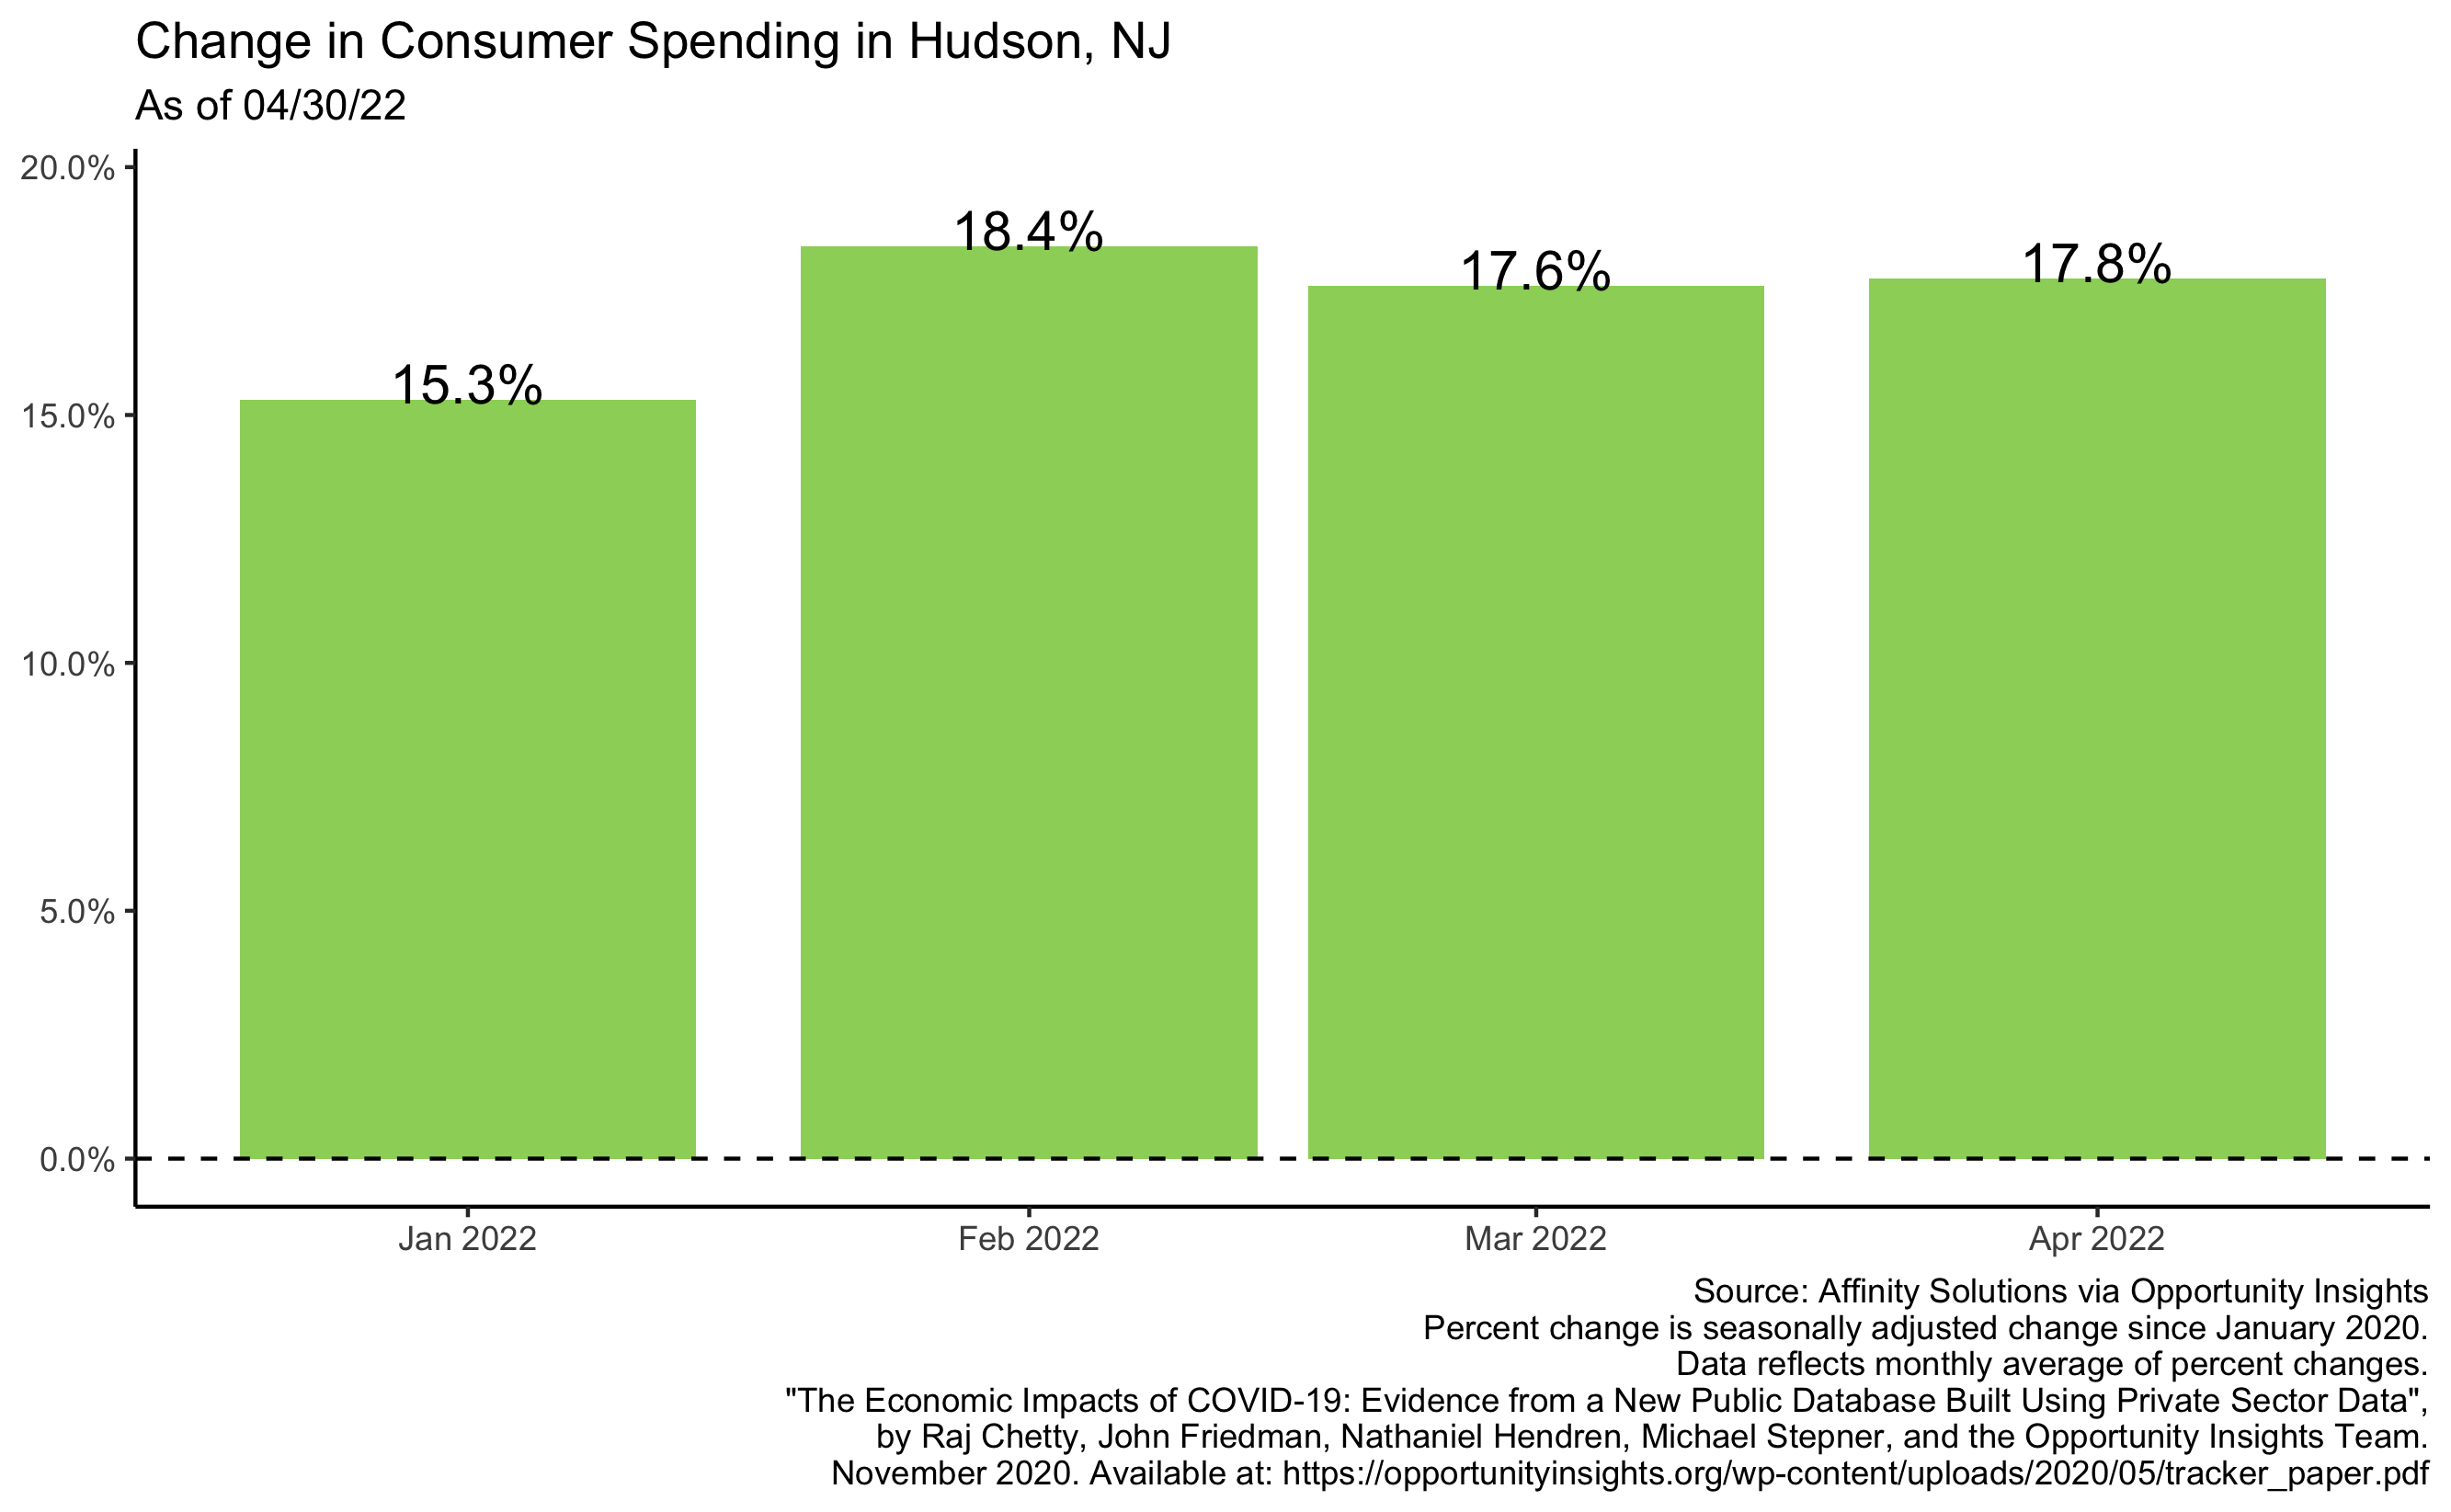 Change in Consumer Spending in Hudson, NJ
As of 04/30/22
20.0%
15.0%
10.0%
5.0%
0.0%
15.3%
18.4%
17.6%
17.8%
Jan 2022
Feb 2022
Mar 2022
Apr 2022
Source: Affinity Solutions via Opportunity Insights
Percent change is seasonally adjusted change since January 2020.
Data reflects monthly average of percent changes.
"The Economic Impacts of COVID-19: Evidence from a New Public Database Built Using Private Sector Data",
by Raj Chetty, John Friedman, Nathaniel Hendren, Michael Stepner, and the Opportunity Insights Team.
November 2020. Available at: https://opportunityinsights.org/wp-content/uploads/2020/05/tracker_paper.pdf